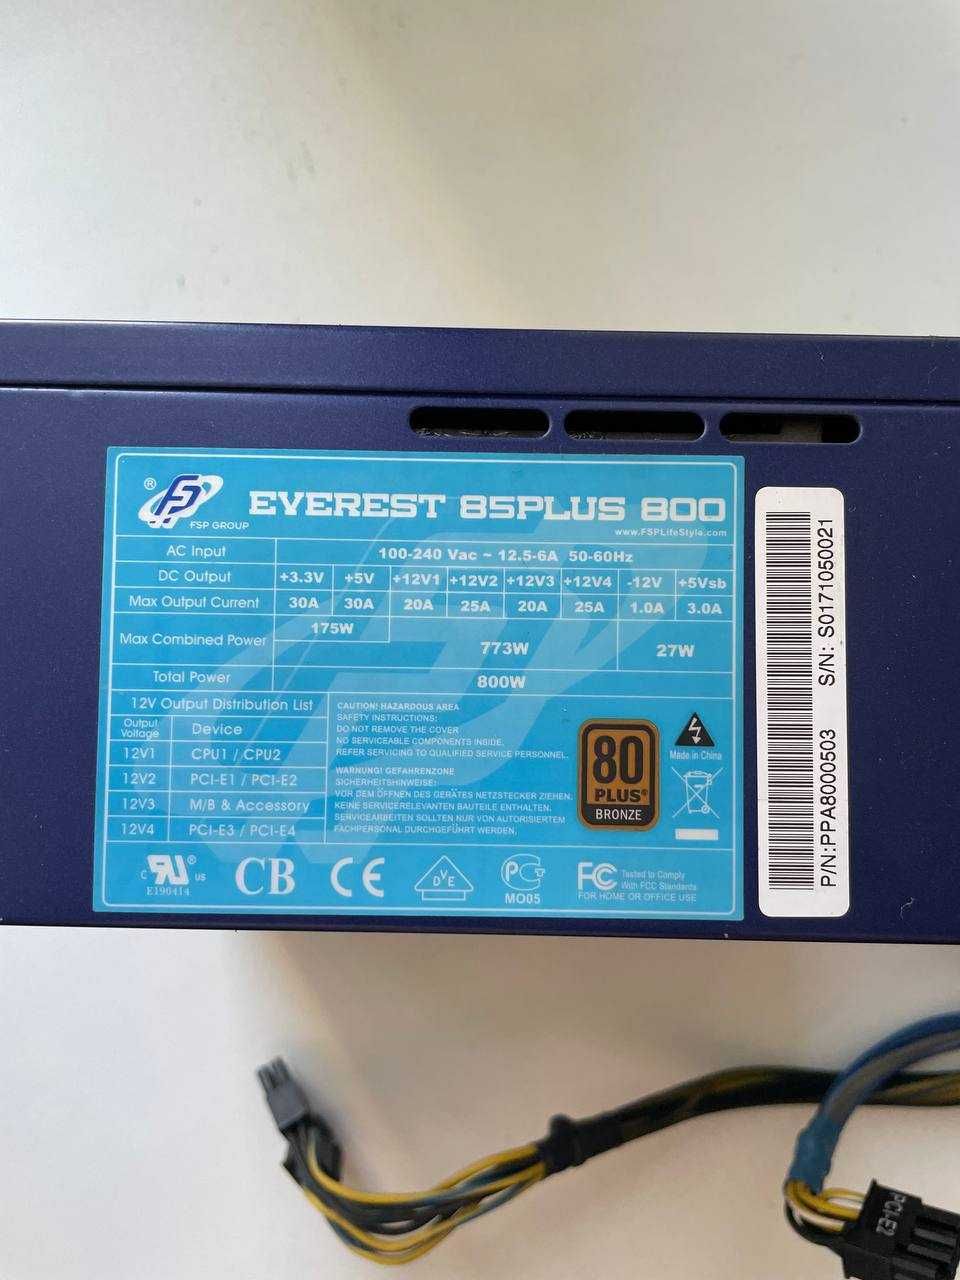 ® FSP GROUP
EVEREST 85PLUS 800
www.FSPLifeStyle.com
AC Input 100-240 Vac ~ 12.5-6A 50-60Hz
DC Output +3.3V +5V +12V1 +12V2 +12V3 +12V4 -12V +5Vsb
Max Output Current 30A 30A 20A 25A 20A 25A 1.0A 3.0A
Max Combined Power 175W 773W 27W
Total Power 800W
12V Output Distribution List
Output Voltage Device
12V1 CPU1 / CPU2
12V2 PCI-E1 / PCI-E2
12V3 M/B & Accessory
12V4 PCI-E3 / PCI-E4
CAUTION! HAZARDOUS AREA
SAFETY INSTRUCTIONS:
DO NOT REMOVE THE COVER
NO SERVICEABLE COMPONENTS INSIDE,
REFER SERVICING TO QUALIFIED SERVICE PERSONNEL.
WARNUNG! GEFAHRENZONE
SICHERHEITSHINWEISE:
VOR DEM ÖFFNEN DES GERÄTES NETZSTECKER ZIEHEN.
KEINE SERVICERELEVANTEN BAUTEILE ENTHALTEN.
SERVICEARBEITEN SOLLTEN NUR VON AUTORISIERTEM
FACHPERSONAL DURCHGEFÜHRT WERDEN.
80
PLUS®
BRONZE
Made in China
c RU ® US
E190414
CB
CE
DVE
PCT
MO05
FC Tested to Comply
With FCC Standards
FOR HOME OR OFFICE USE
P/N:PPA8000503 S/N: S0171050021
PCI-E2